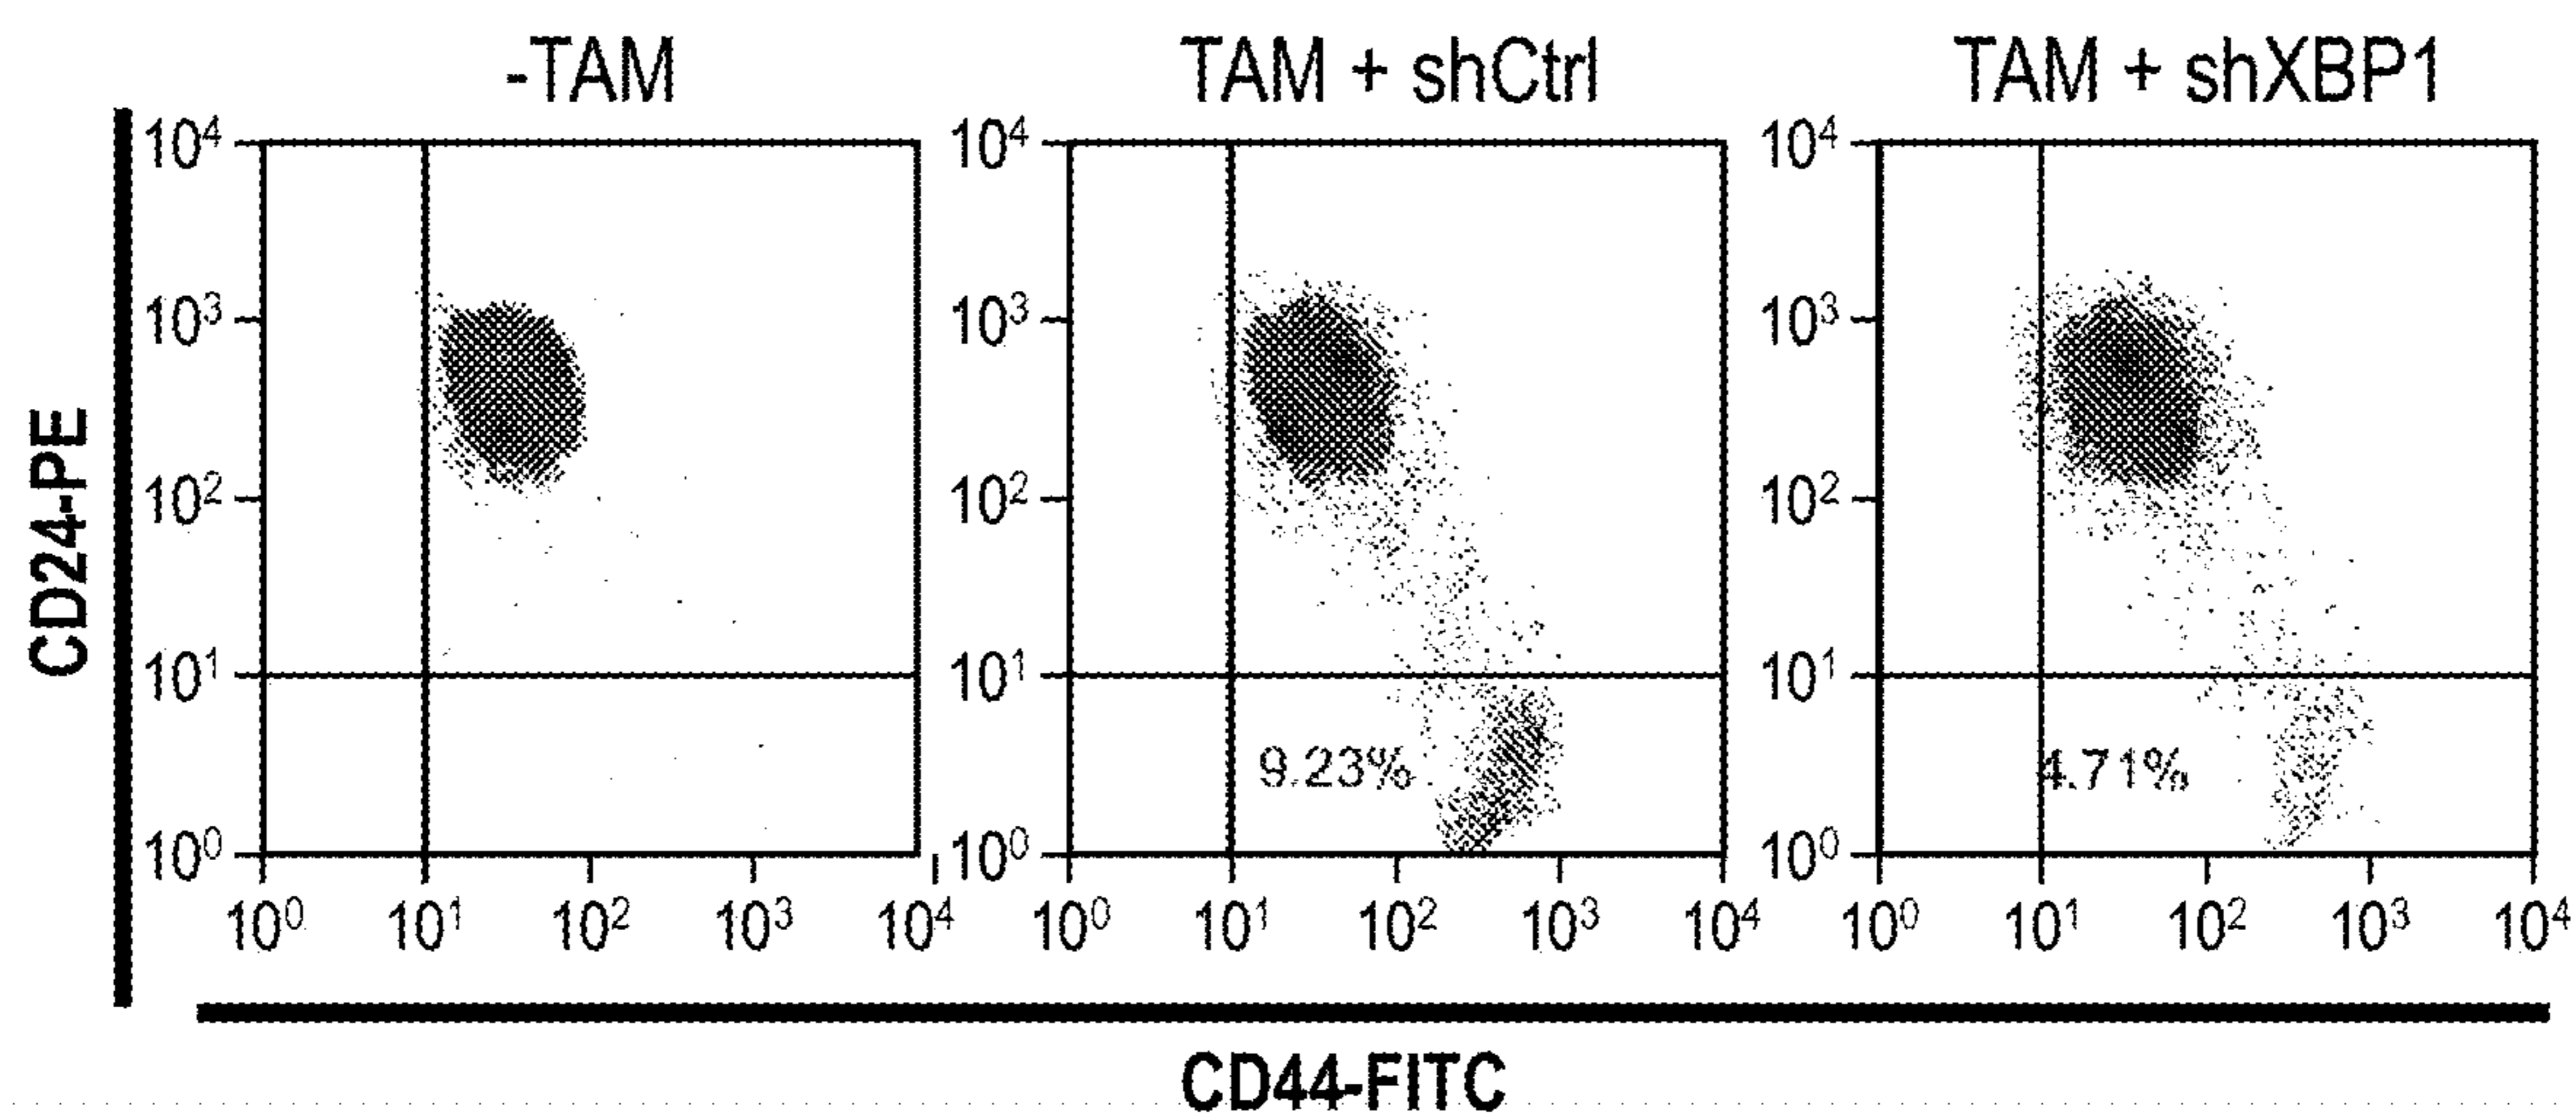 -TAM TAM + shCtrl TAM + shXBP1
CD24-PE
10⁴ 10⁴ 10⁴
10³ 10³ 10³
10² 10² 10²
10¹ 10¹ 10¹
9.23% 4.71%
10⁰ 10⁰ 10⁰
10⁰ 10¹ 10² 10³ 10⁴ 10⁰ 10¹ 10² 10³ 10⁴ 10⁰ 10¹ 10² 10³ 10⁴
CD44-FITC